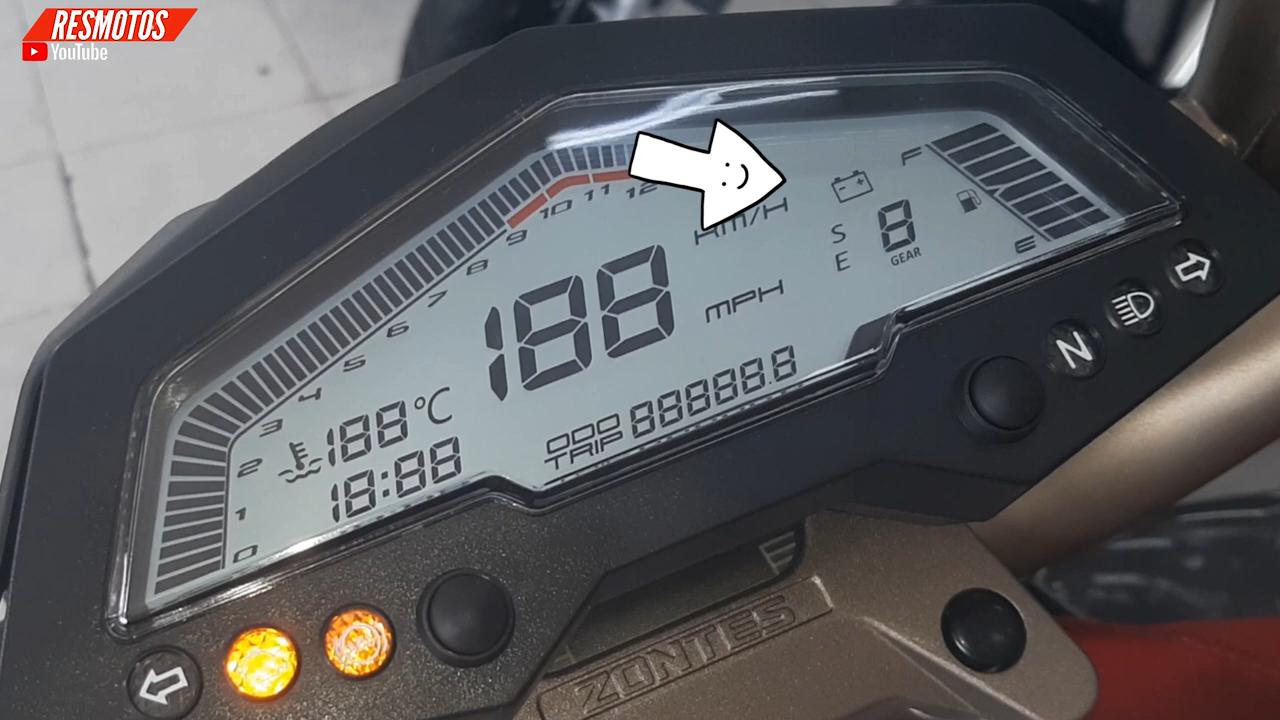 RESMOTOS
YouTube
F
KM/H
12
11
10
9
8
7
6
5
4
3
2
1
0
S
E
8
GEAR
E
188
MPH
188°C
18:88
ODO
TRIP
88888.8
N
ZONTES